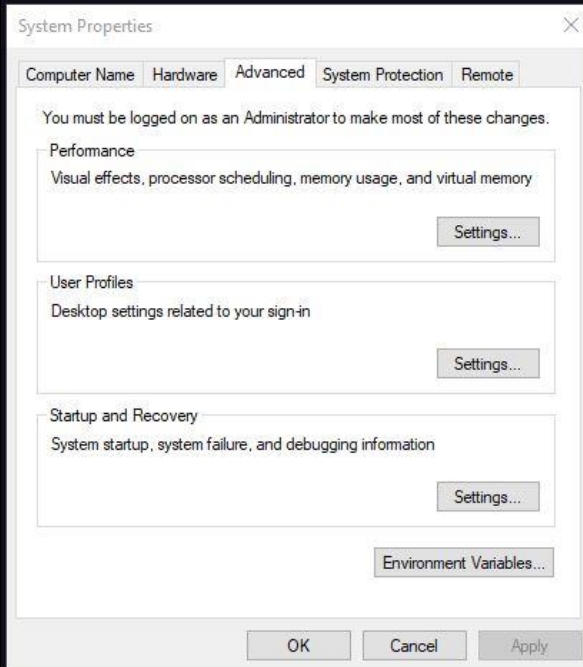 System Properties
Computer Name Hardware Advanced System Protection Remote
You must be logged on as an Administrator to make most of these changes.
Performance
Visual effects, processor scheduling, memory usage, and virtual memory
Settings...
User Profiles
Desktop settings related to your sign-in
Settings...
Startup and Recovery
System startup, system failure, and debugging information
Settings...
Environment Variables...
OK Cancel Apply